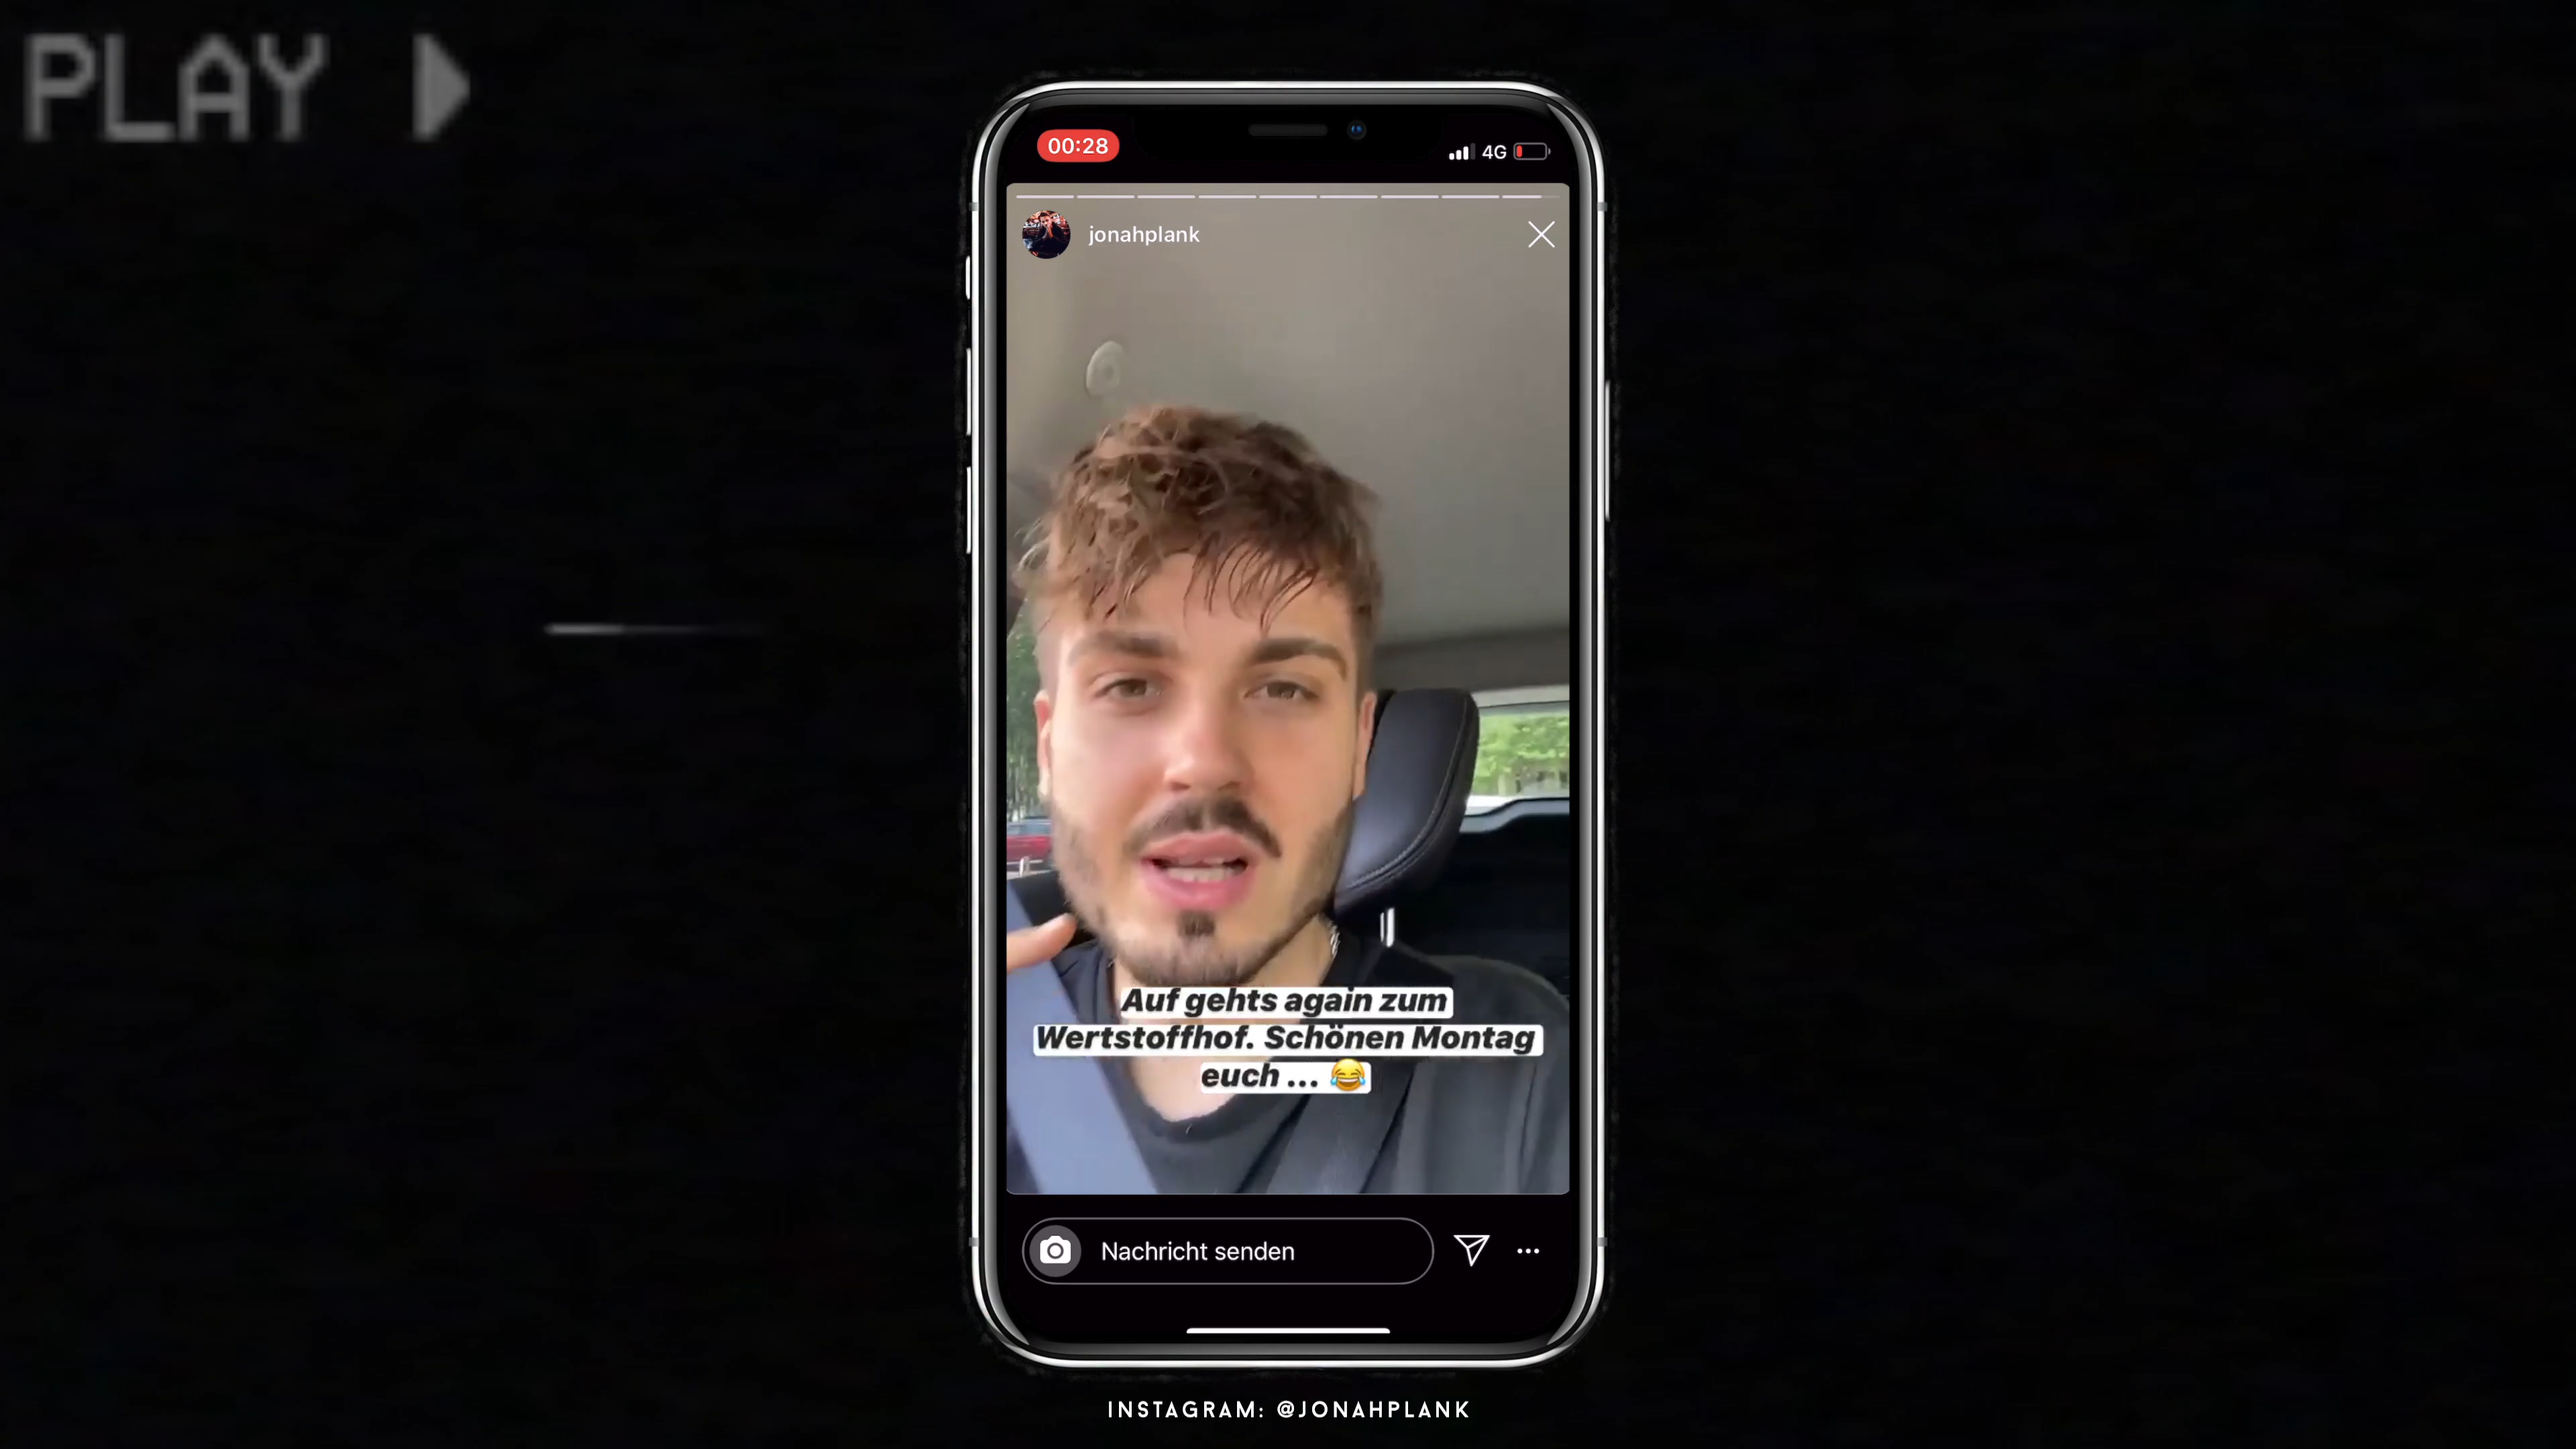 PLAY
00:28
4G
jonahplank
Auf gehts again zum
Wertstoffhof. Schönen Montag
euch ... 😂
Nachricht senden
INSTAGRAM: @JONAHPLANK